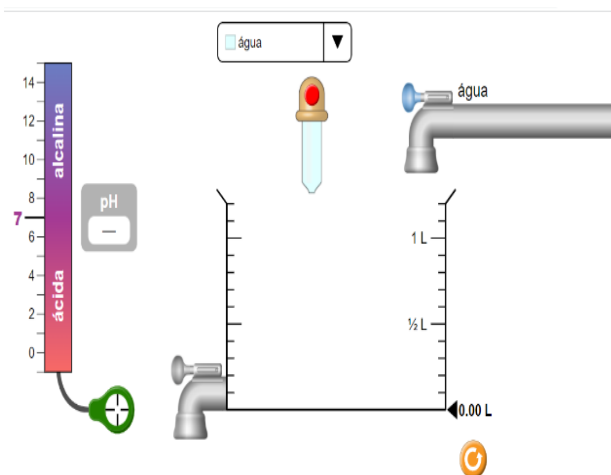 água
água
14
12
10
8
7
6
4
2
0
alcalina
ácida
pH
—
1 L
½ L
0.00 L